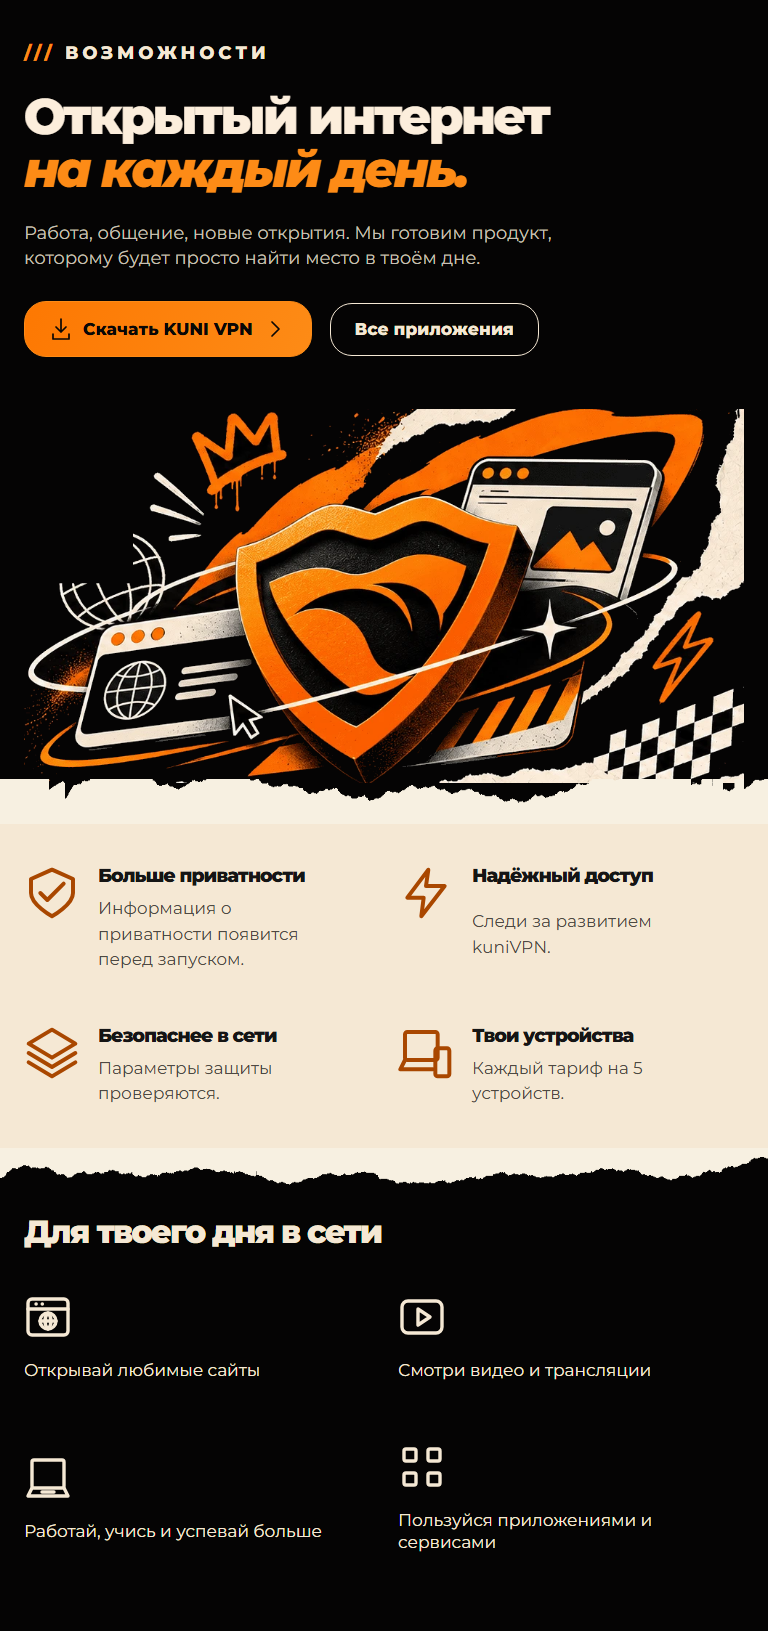 /// ВОЗМОЖНОСТИ
Открытый интернет
на каждый день.
Работа, общение, новые открытия. Мы готовим продукт,
которому будет просто найти место в твоём дне.
Скачать KUNI VPN
Все приложения
Больше приватности
Информация о
приватности появится
перед запуском.
Надёжный доступ
Следи за развитием
kuniVPN.
Безопаснее в сети
Параметры защиты
проверяются.
Твои устройства
Каждый тариф на 5
устройств.
Для твоего дня в сети
Открывай любимые сайты
Смотри видео и трансляции
Работай, учись и успевай больше
Пользуйся приложениями и
сервисами